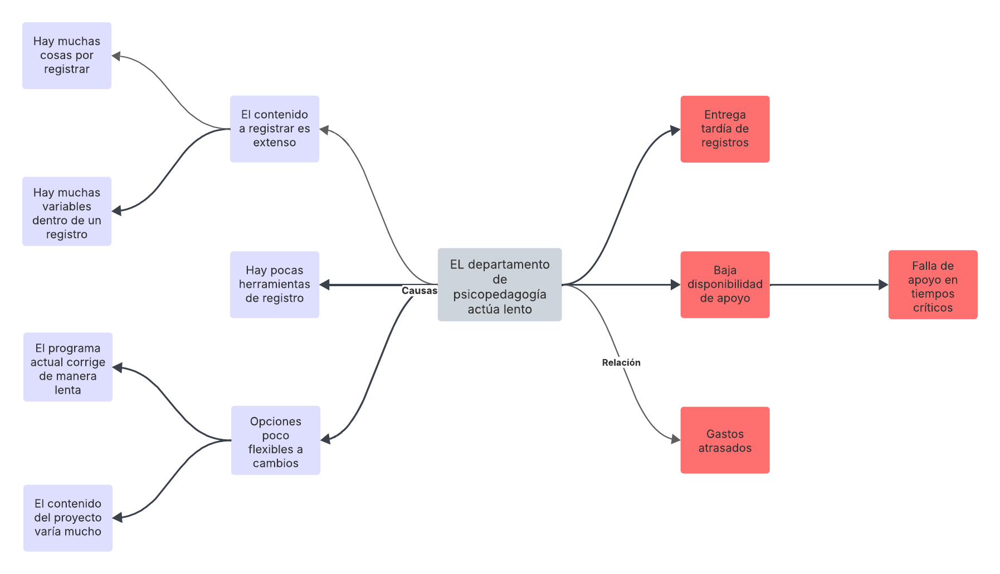 Hay muchas
cosas por
registrar
El contenido
a registrar es
extenso
Hay muchas
variables
dentro de un
registro
Hay pocas
herramientas
de registro
El programa
actual corrige
de manera
lenta
Opciones
poco
flexibles a
cambios
El contenido
del proyecto
varía mucho
Causas
EL departamento
de
psicopedagogía
actúa lento
Entrega
tardía de
registros
Baja
disponibilidad
de apoyo
Falla de
apoyo en
tiempos
críticos
Relación
Gastos
atrasados